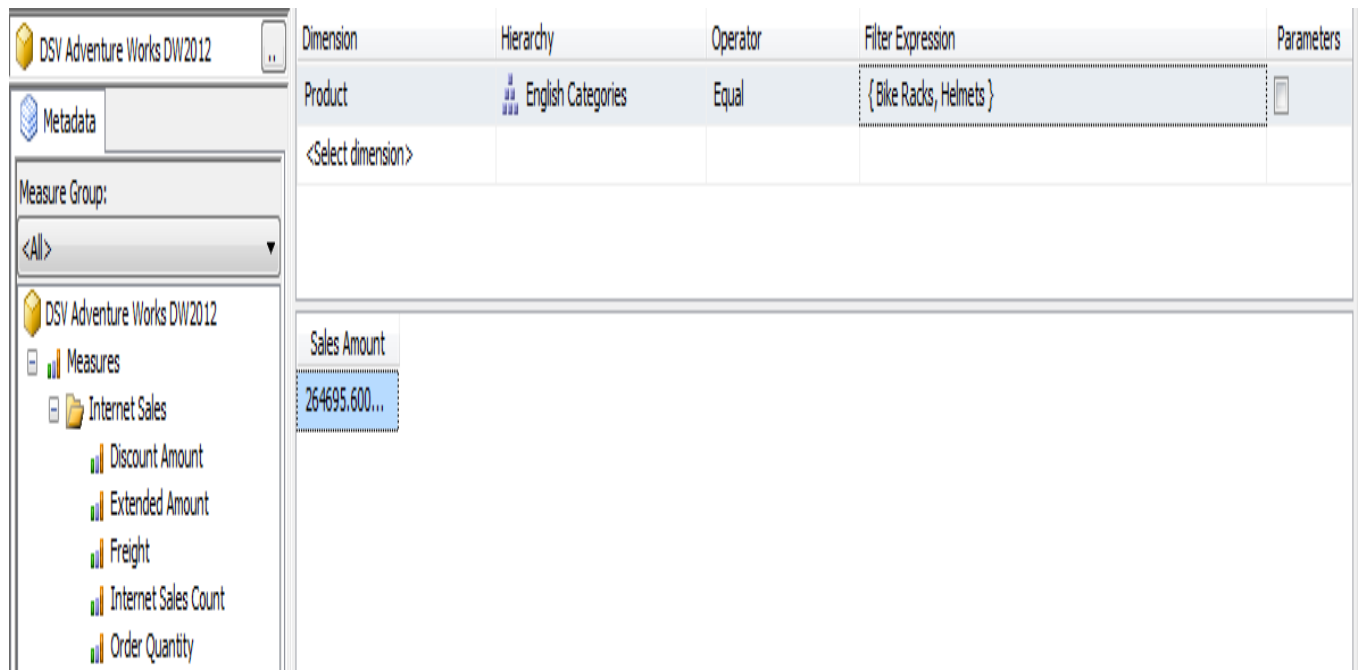 DSV Adventure Works DW2012
..
Metadata
Measure Group:
<All>
DSV Adventure Works DW2012
Measures
Internet Sales
Discount Amount
Extended Amount
Freight
Internet Sales Count
Order Quantity
Dimension Hierarchy Operator Filter Expression Parameters
Product English Categories Equal { Bike Racks, Helmets }
<Select dimension>
Sales Amount
264695.600...